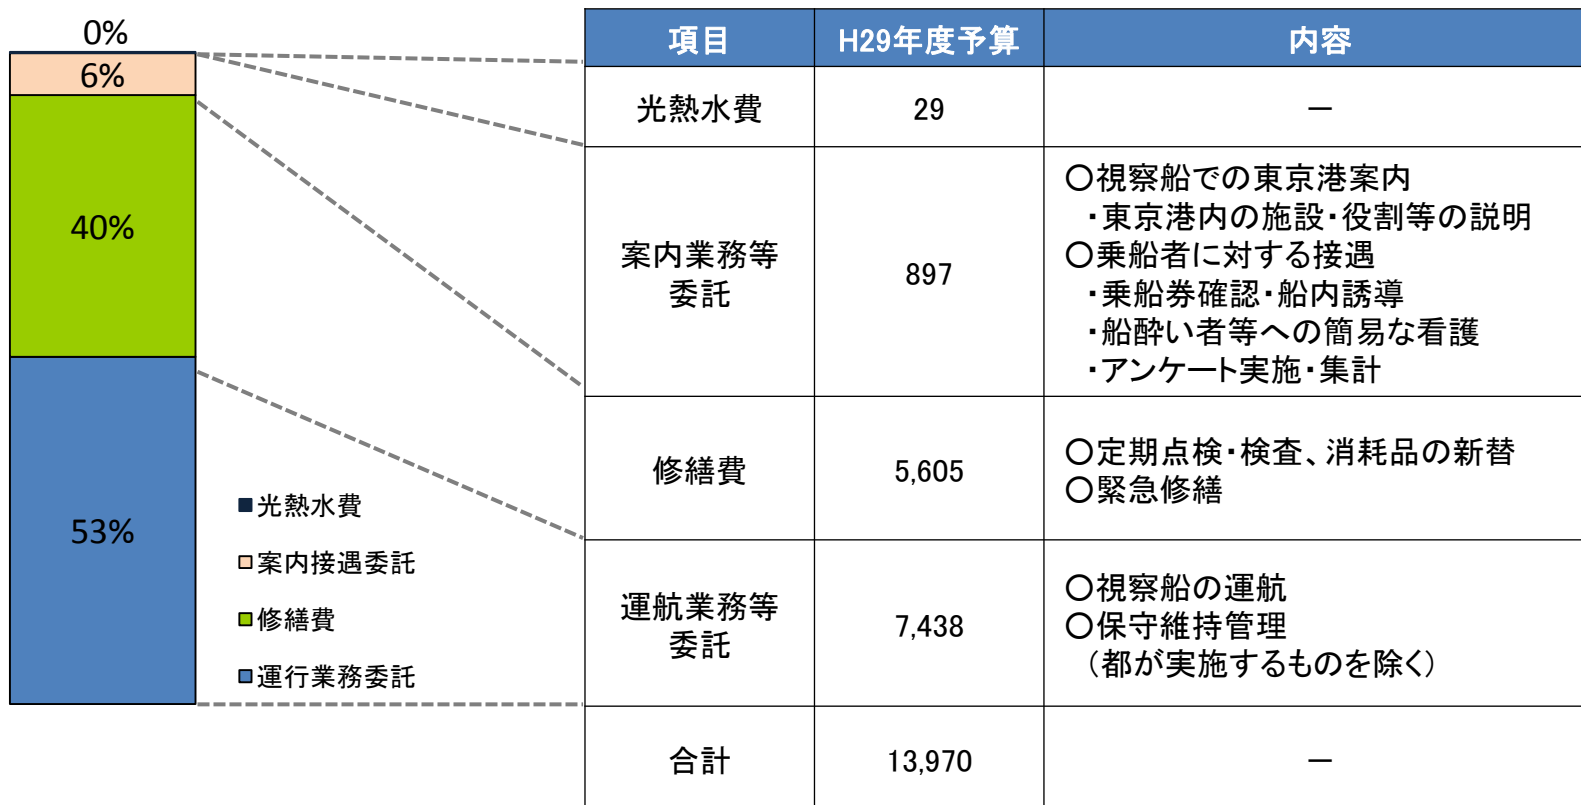 0%
6%
40%
53%
■光熱水費
□案内接遇委託
■修繕費
■運行業務委託
項目 H29年度予算 内容
光熱水費 29 －
案内業務等
委託
897
〇視察船での東京港案内
・東京港内の施設・役割等の説明
〇乗船者に対する接遇
・乗船券確認・船内誘導
・船酔い者等への簡易な看護
・アンケート実施・集計
修繕費 5,605
〇定期点検・検査、消耗品の新替
〇緊急修繕
運航業務等
委託
7,438
〇視察船の運航
〇保守維持管理
（都が実施するものを除く）
合計 13,970 －